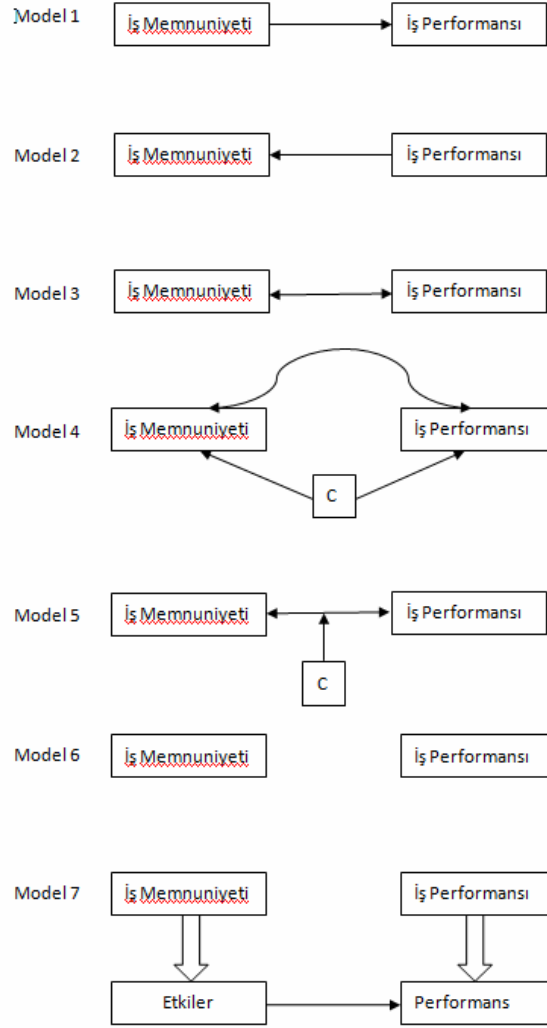 Model 1 İş Memnuniyeti İş Performansı
Model 2 İş Memnuniyeti İş Performansı
Model 3 İş Memnuniyeti İş Performansı
Model 4 İş Memnuniyeti İş Performansı
C
Model 5 İş Memnuniyeti İş Performansı
C
Model 6 İş Memnuniyeti İş Performansı
Model 7 İş Memnuniyeti İş Performansı
Etkiler Performans